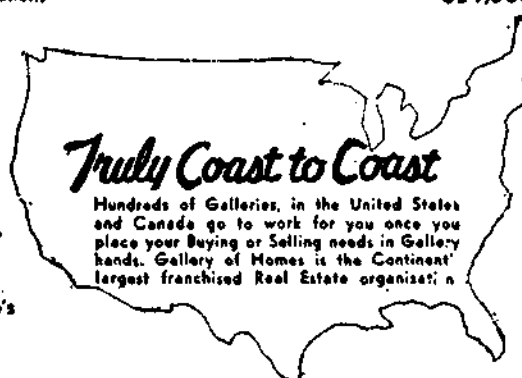 Truly Coast to Coast
Hundreds of Galleries, in the United States
and Canada go to work for you once you
place your Buying or Selling needs in Gallery
hands. Gallery of Homes is the Continent'
largest franchised Real Estate organizati n